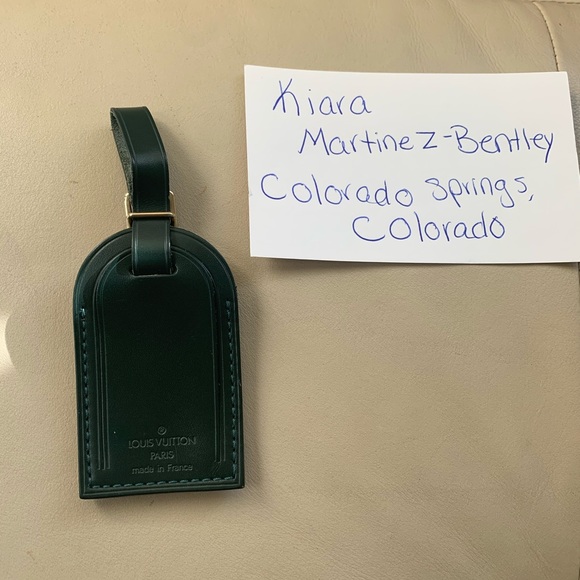 Kiara
Martinez-Bentley
Colorado Springs,
Colorado
LOUIS VUITTON
PARIS
made in France